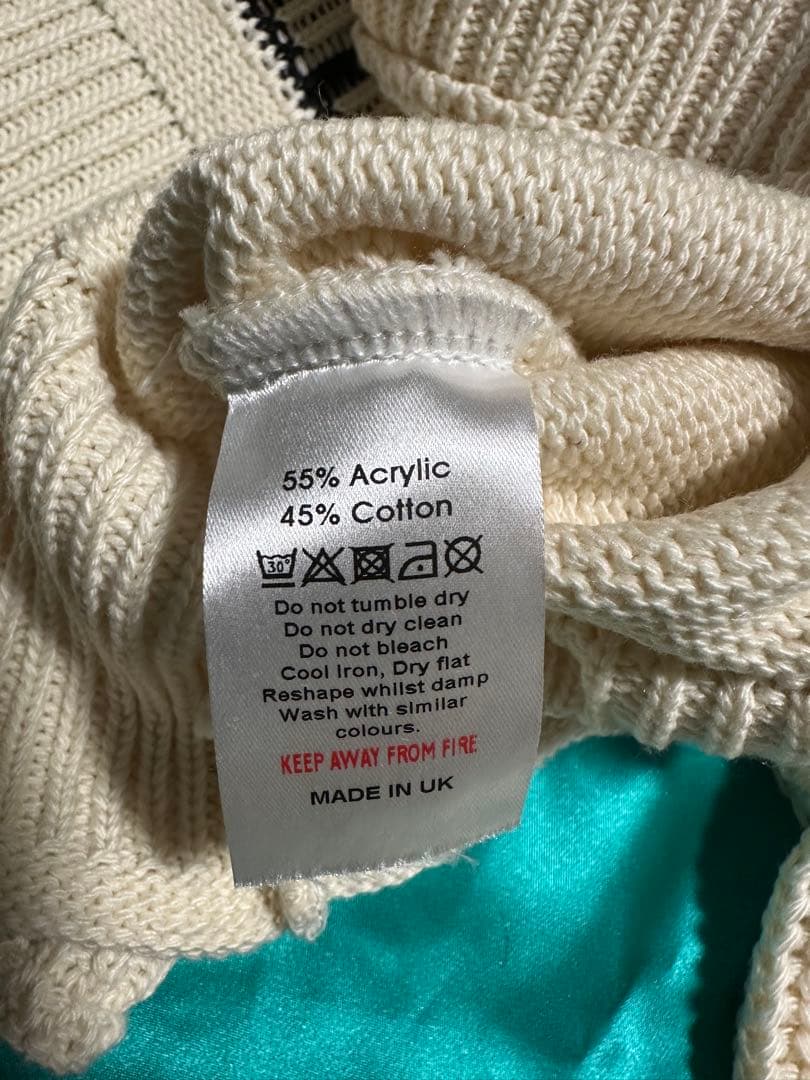 55% Acrylic
45% Cotton
30°
Do not tumble dry
Do not dry clean
Do not bleach
Cool Iron, Dry flat
Reshape whilst damp
Wash with similar
colours.
KEEP AWAY FROM FIRE
MADE IN UK